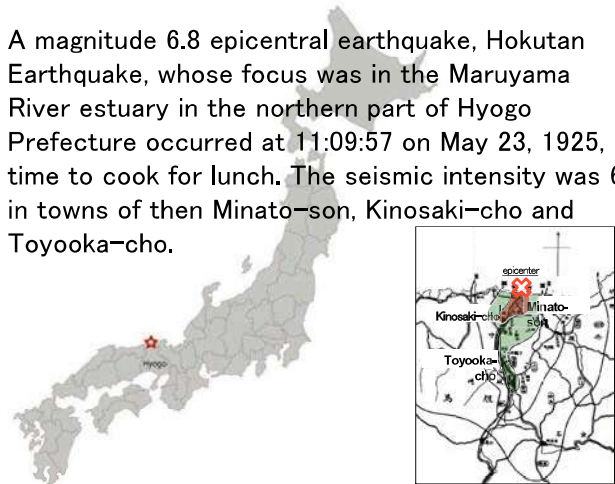 A magnitude 6.8 epicentral earthquake, Hokutan
Earthquake, whose focus was in the Maruyama
River estuary in the northern part of Hyogo
Prefecture occurred at 11:09:57 on May 23, 1925,
time to cook for lunch. The seismic intensity was 6
in towns of then Minato-son, Kinosaki-cho and
Toyooka-cho.
Hyogo
epicenter
Kinosaki-cho
Minato-
son
Toyooka-
cho